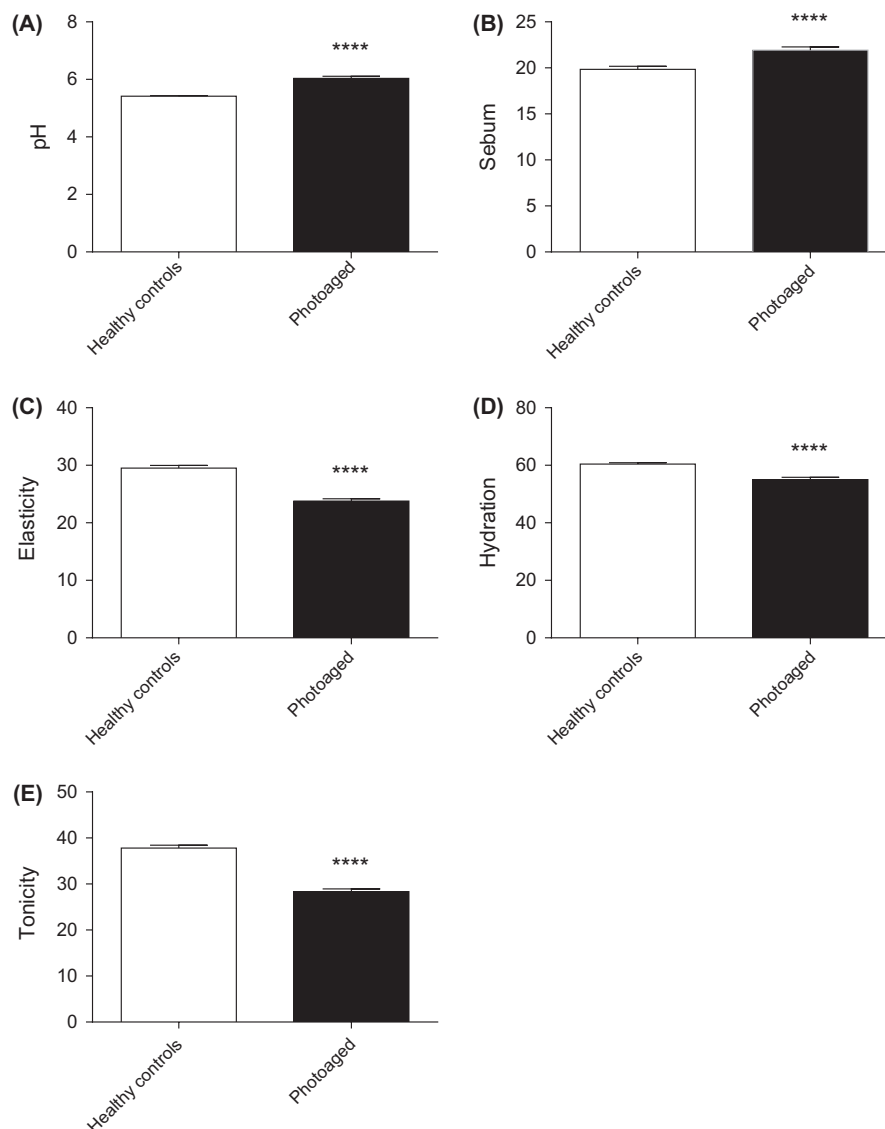 (A)
8
6
4
2
0
pH
****
Healthy controls
Photoaged
(B)
25
20
15
10
5
0
Sebum
****
Healthy controls
Photoaged
(C)
40
30
20
10
0
Elasticity
****
Healthy controls
Photoaged
(D)
80
60
40
20
0
Hydration
****
Healthy controls
Photoaged
(E)
50
40
30
20
10
0
Tonicity
****
Healthy controls
Photoaged